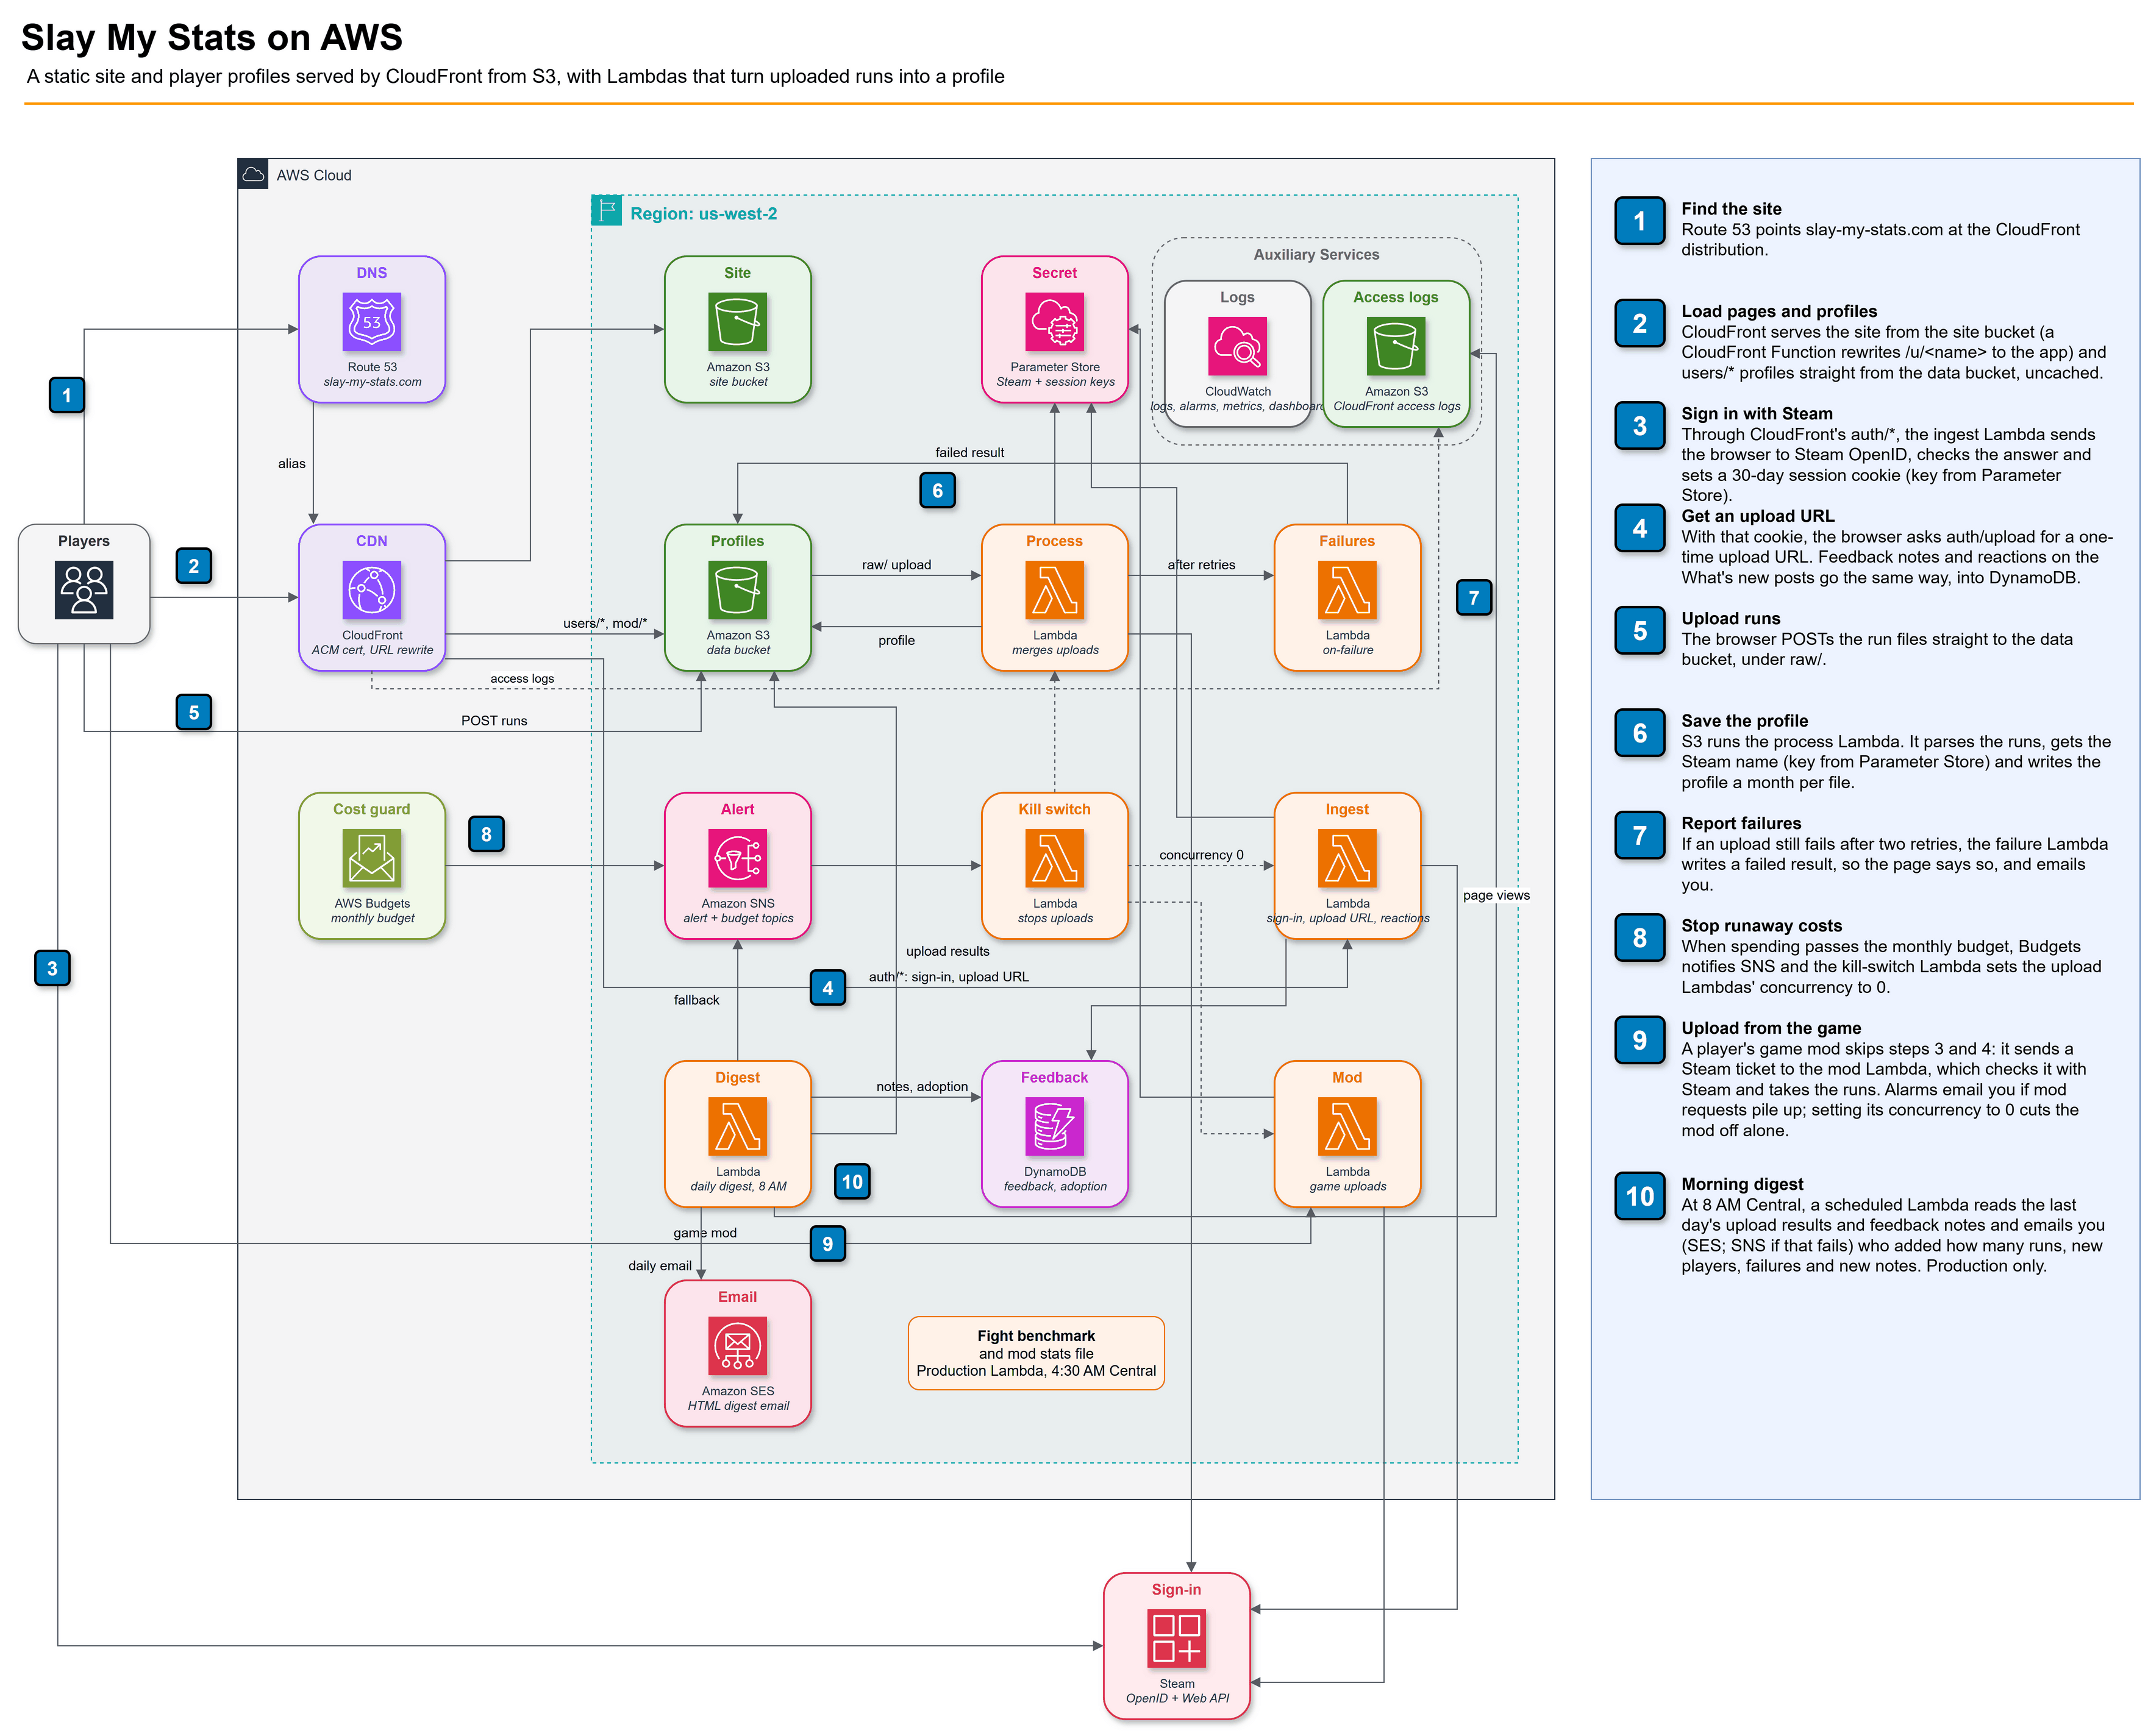 Slay My Stats on AWS
A static site and player profiles served by CloudFront from S3, with Lambdas that turn uploaded runs into a profile
AWS Cloud
Region: us-west-2
DNS
53
Route 53
slay-my-stats.com
Site
Amazon S3
site bucket
Secret
Parameter Store
Steam + session keys
Auxiliary Services
Logs
CloudWatch
logs, alarms, metrics, dashboard
Access logs
Amazon S3
CloudFront access logs
1
alias
failed result
6
Players
2
CDN
CloudFront
ACM cert, URL rewrite
users/*, mod/*
Profiles
Amazon S3
data bucket
raw/ upload
profile
Process
Lambda
merges uploads
after retries
Failures
Lambda
on-failure
7
access logs
5
POST runs
Cost guard
AWS Budgets
monthly budget
8
Alert
Amazon SNS
alert + budget topics
Kill switch
Lambda
stops uploads
concurrency 0
Ingest
Lambda
sign-in, upload URL, reactions
page views
3
upload results
auth/*: sign-in, upload URL
4
fallback
Digest
Lambda
daily digest, 8 AM
notes, adoption
10
Feedback
DynamoDB
feedback, adoption
Mod
Lambda
game uploads
game mod
9
daily email
Email
Amazon SES
HTML digest email
Fight benchmark
and mod stats file
Production Lambda, 4:30 AM Central
Sign-in
Steam
OpenID + Web API
1
Find the site
Route 53 points slay-my-stats.com at the CloudFront
distribution.
2
Load pages and profiles
CloudFront serves the site from the site bucket (a
CloudFront Function rewrites /u/<name> to the app) and
users/* profiles straight from the data bucket, uncached.
3
Sign in with Steam
Through CloudFront's auth/*, the ingest Lambda sends
the browser to Steam OpenID, checks the answer and
sets a 30-day session cookie (key from Parameter
Store).
4
Get an upload URL
With that cookie, the browser asks auth/upload for a one-
time upload URL. Feedback notes and reactions on the
What's new posts go the same way, into DynamoDB.
5
Upload runs
The browser POSTs the run files straight to the data
bucket, under raw/.
6
Save the profile
S3 runs the process Lambda. It parses the runs, gets the
Steam name (key from Parameter Store) and writes the
profile a month per file.
7
Report failures
If an upload still fails after two retries, the failure Lambda
writes a failed result, so the page says so, and emails
you.
8
Stop runaway costs
When spending passes the monthly budget, Budgets
notifies SNS and the kill-switch Lambda sets the upload
Lambdas' concurrency to 0.
9
Upload from the game
A player's game mod skips steps 3 and 4: it sends a
Steam ticket to the mod Lambda, which checks it with
Steam and takes the runs. Alarms email you if mod
requests pile up; setting its concurrency to 0 cuts the
mod off alone.
10
Morning digest
At 8 AM Central, a scheduled Lambda reads the last
day's upload results and feedback notes and emails you
(SES; SNS if that fails) who added how many runs, new
players, failures and new notes. Production only.